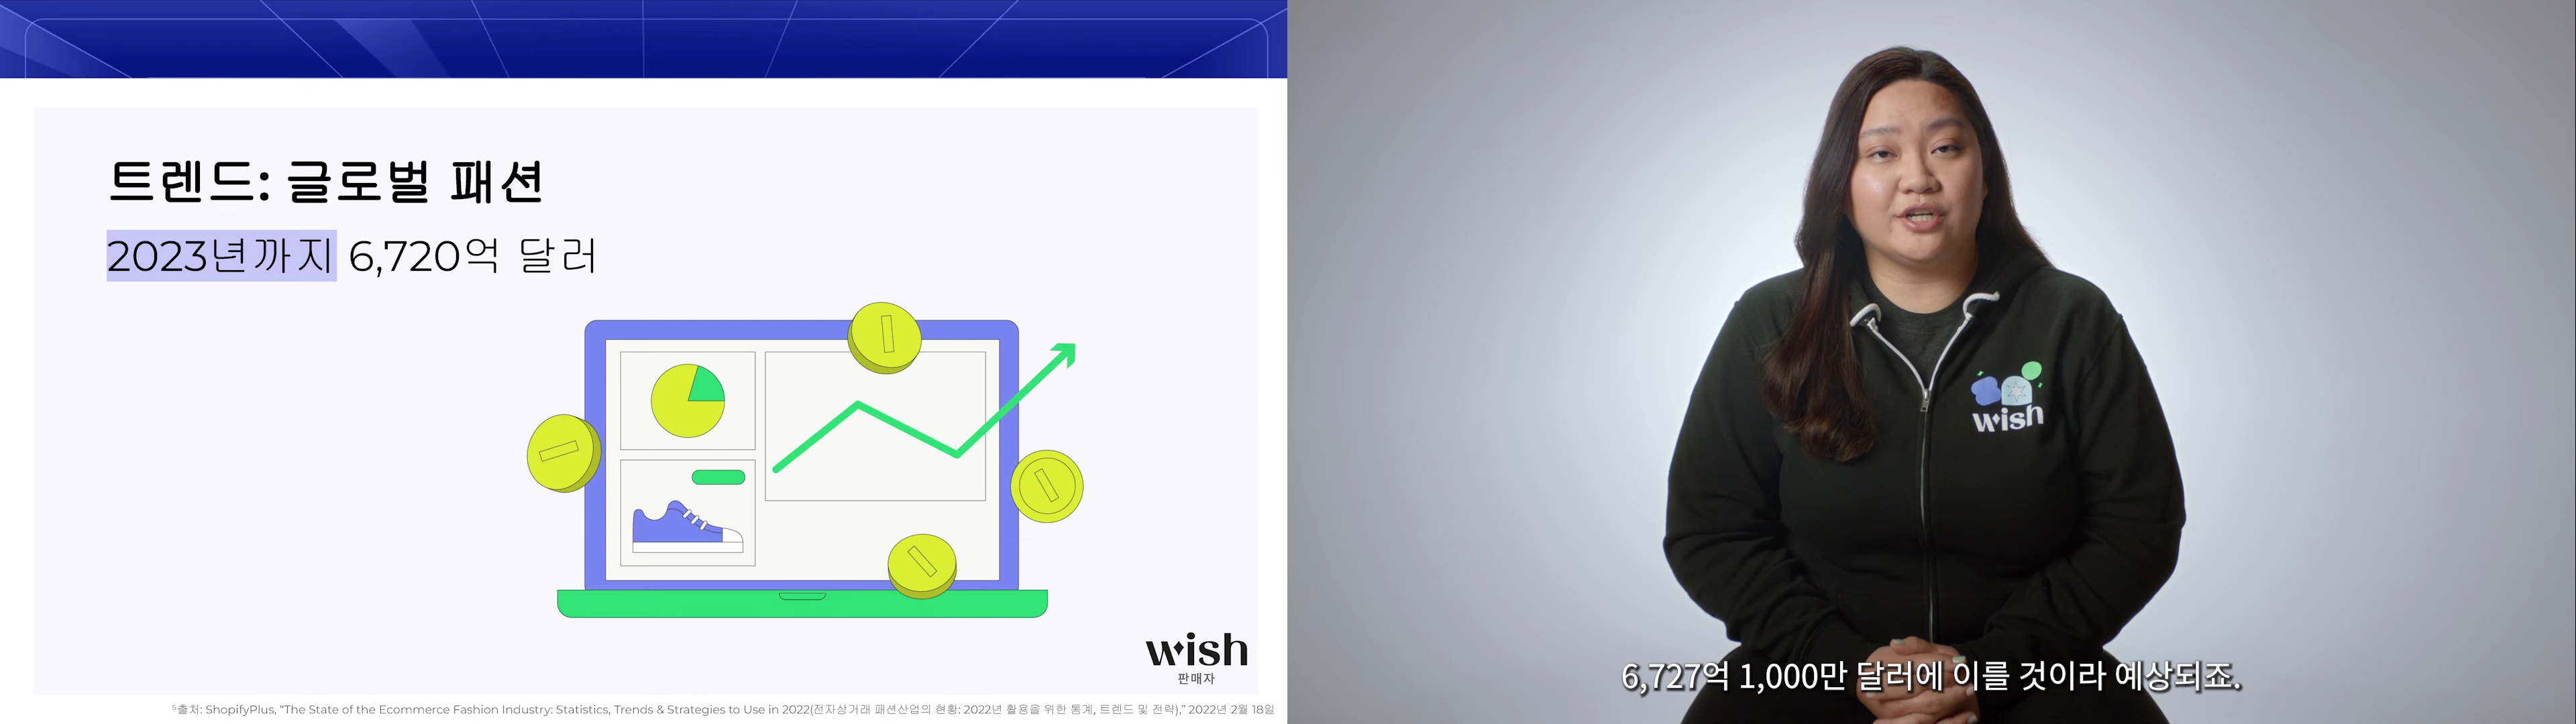 트렌드: 글로벌 패션
2023년까지 6,720억 달러
wish
판매자
⁵출처: ShopifyPlus, “The State of the Ecommerce Fashion Industry: Statistics, Trends & Strategies to Use in 2022(전자상거래 패션산업의 현황: 2022년 활용을 위한 통계, 트렌드 및 전략),” 2022년 2월 18일
wish
6,727억 1,000만 달러에 이를 것이라 예상되죠.